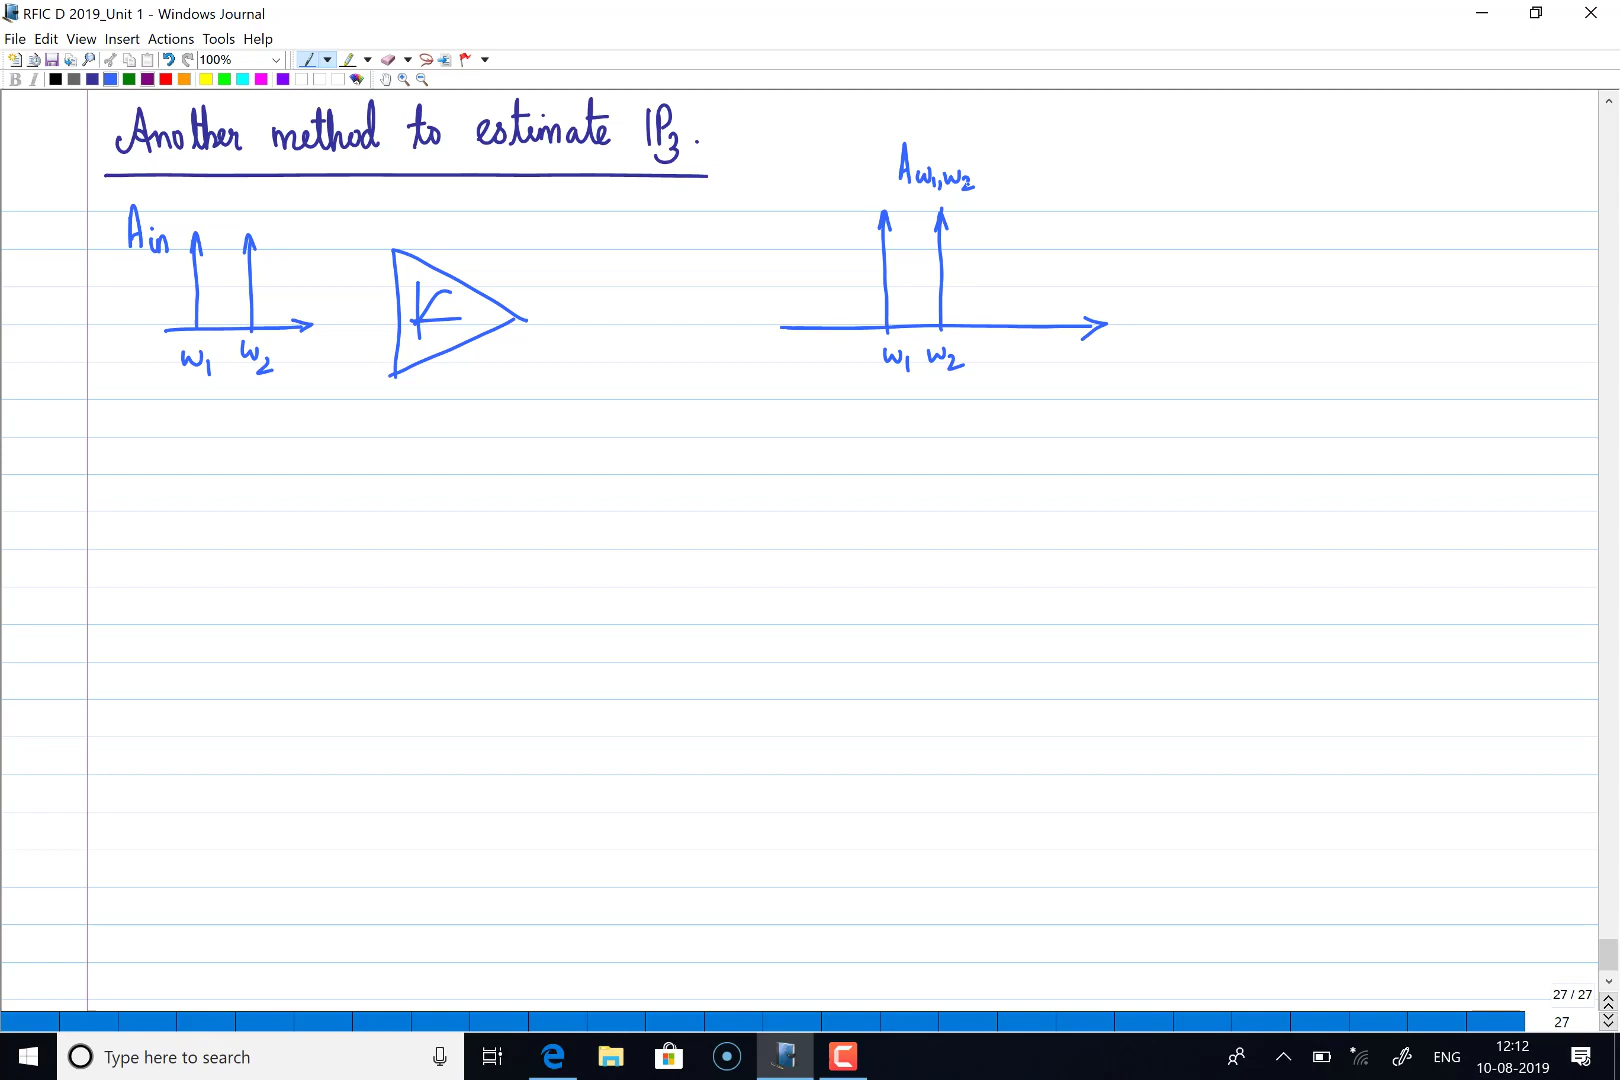 RFIC D 2019_Unit 1 - Windows Journal
File Edit View Insert Actions Tools Help
100%
B I
Another method to estimate IP3.
Ain
ω1 ω2
Aω1,ω2
ω1 ω2
27 / 27
27
Type here to search
ENG
12:12
10-08-2019